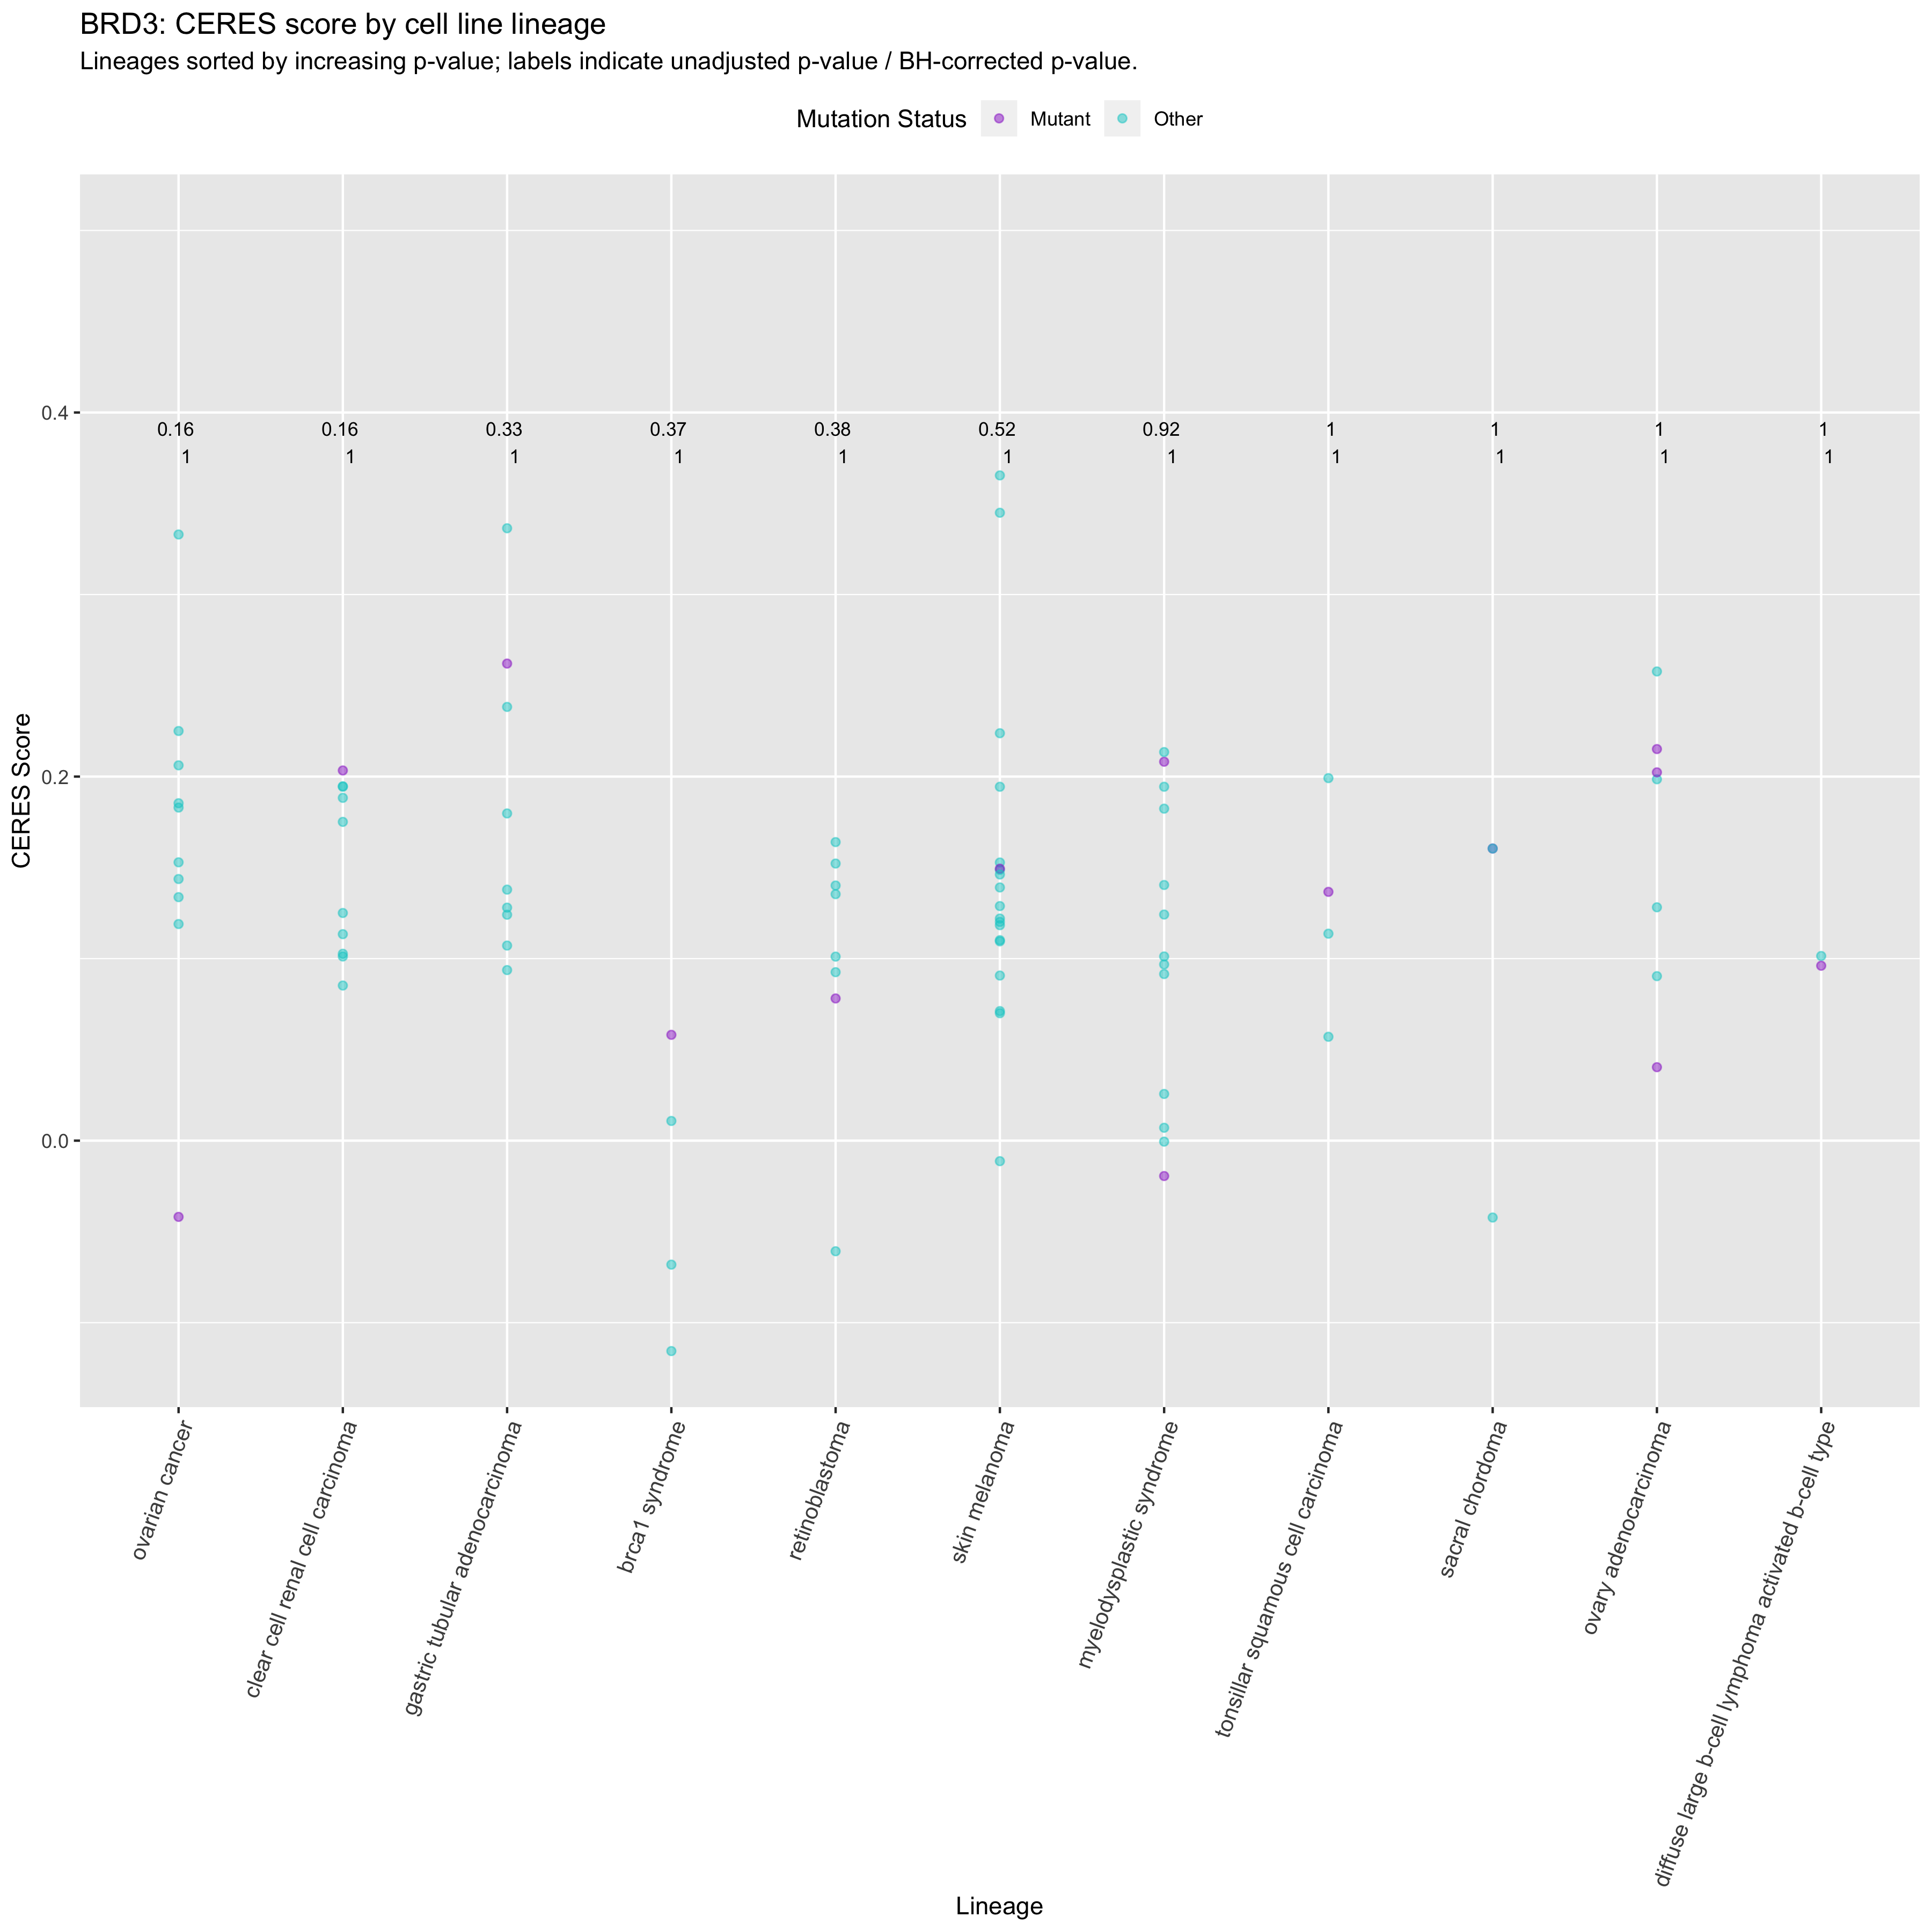 BRD3: CERES score by cell line lineage
Lineages sorted by increasing p-value; labels indicate unadjusted p-value / BH-corrected p-value.
Mutation Status Mutant Other
0.4
0.16 0.16 0.33 0.37 0.38 0.52 0.92 1 1 1 1
1 1 1 1 1 1 1 1 1 1 1
CERES Score
0.2
0.0
ovarian cancer
clear cell renal cell carcinoma
gastric tubular adenocarcinoma
brca1 syndrome
retinoblastoma
skin melanoma
myelodysplastic syndrome
tonsillar squamous cell carcinoma
sacral chordoma
ovary adenocarcinoma
diffuse large b-cell lymphoma activated b-cell type
Lineage